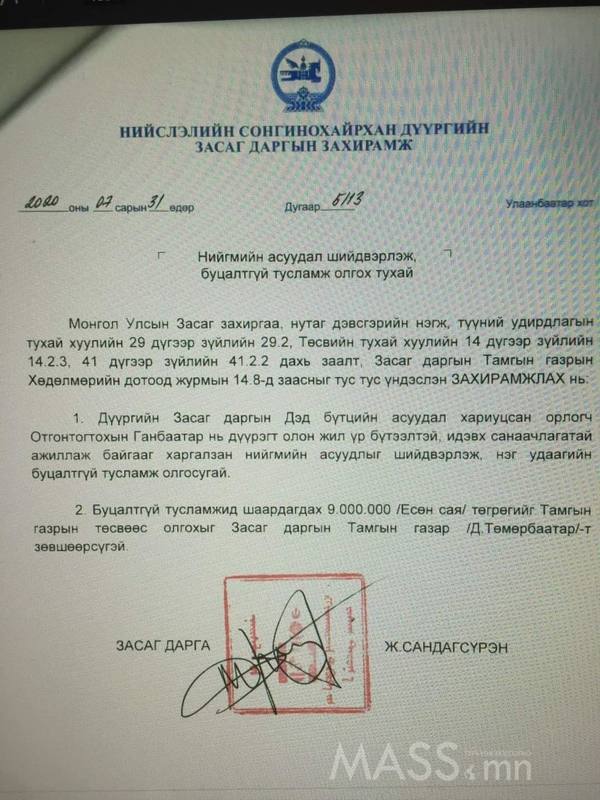 НИЙСЛЭЛИЙН СОНГИНОХАЙРХАН ДҮҮРГИЙН
ЗАСАГ ДАРГЫН ЗАХИРАМЖ
2020 оны 07 сарын 31 өдөр Дугаар Улаанбаатар хот
Нийгмийн асуудал шийдвэрлэж,
буцалтгүй тусламж олгох тухай
Монгол Улсын Засаг захиргаа, нутаг дэвсгэрийн нэгж, түүний удирдлагын
тухай хуулийн 29 дүгээр зүйлийн 29.2, Төсвийн тухай хуулийн 14 дүгээр зүйлийн
14.2.3, 41 дүгээр зүйлийн 41.2.2 дахь заалт, Засаг даргын Тамгын газрын
Хөдөлмөрийн дотоод журмын 14.8-д заасныг тус тус үндэслэн ЗАХИРАМЖЛАХ нь:
1. Дүүргийн Засаг даргын Дэд бүтцийн асуудал хариуцсан орлогч
Отгонтогтохын Ганбаатар нь дүүрэгт олон жил үр бүтээлтэй, идэвх санаачлагатай
ажиллаж байгааг харгалзан нийгмийн асуудлыг шийдвэрлэж, нэг удаагийн
буцалтгүй тусламж олгосугай.
2. Буцалтгүй тусламжид шаардагдах 9.000.000 /Есөн сая/ төгрөгийг Тамгын
газрын төсвөөс олгохыг Засаг даргын Тамгын газар /Д.Төмөрбаатар/-т
зөвшөөрсүгэй.
ЗАСАГ ДАРГА Ж.САНДАГСҮРЭН
MASS.mn